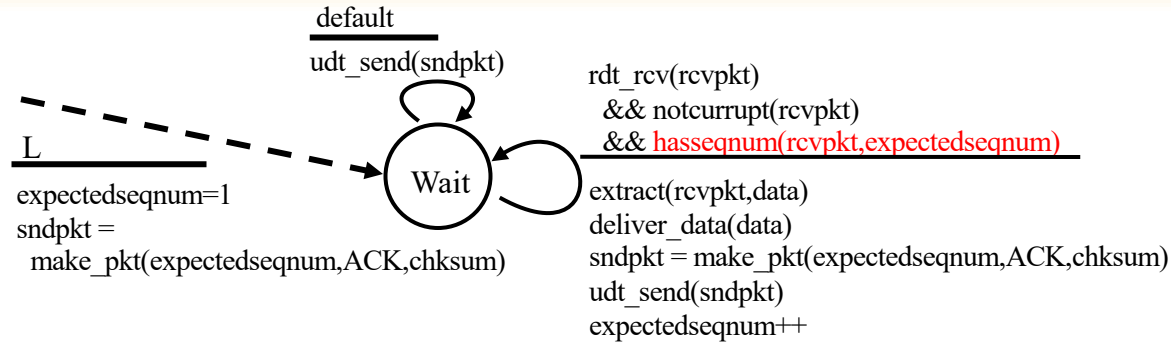 default
udt_send(sndpkt)
rdt_rcv(rcvpkt)
&& notcurrupt(rcvpkt)
&& hasseqnum(rcvpkt,expectedseqnum)
L
expectedseqnum=1
sndpkt =
make_pkt(expectedseqnum,ACK,chksum)
Wait
extract(rcvpkt,data)
deliver_data(data)
sndpkt = make_pkt(expectedseqnum,ACK,chksum)
udt_send(sndpkt)
expectedseqnum++